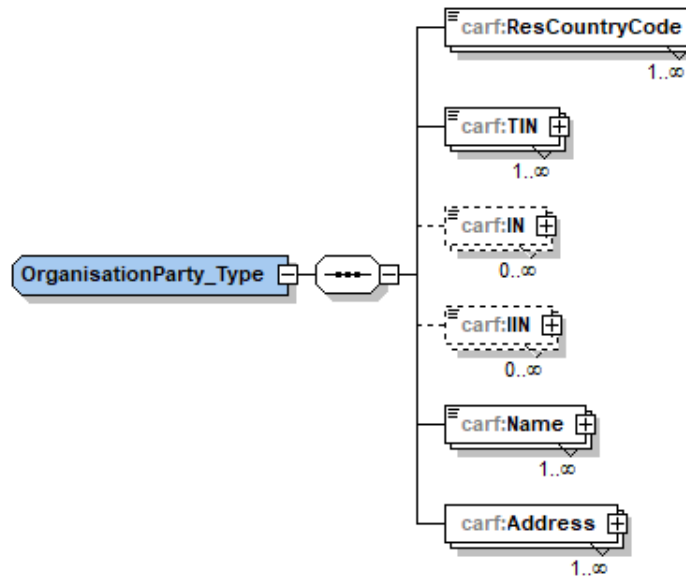 carf:ResCountryCode
1..∞
carf:TIN
1..∞
carf:IN
0..∞
OrganisationParty_Type
carf:IIN
0..∞
carf:Name
1..∞
carf:Address
1..∞